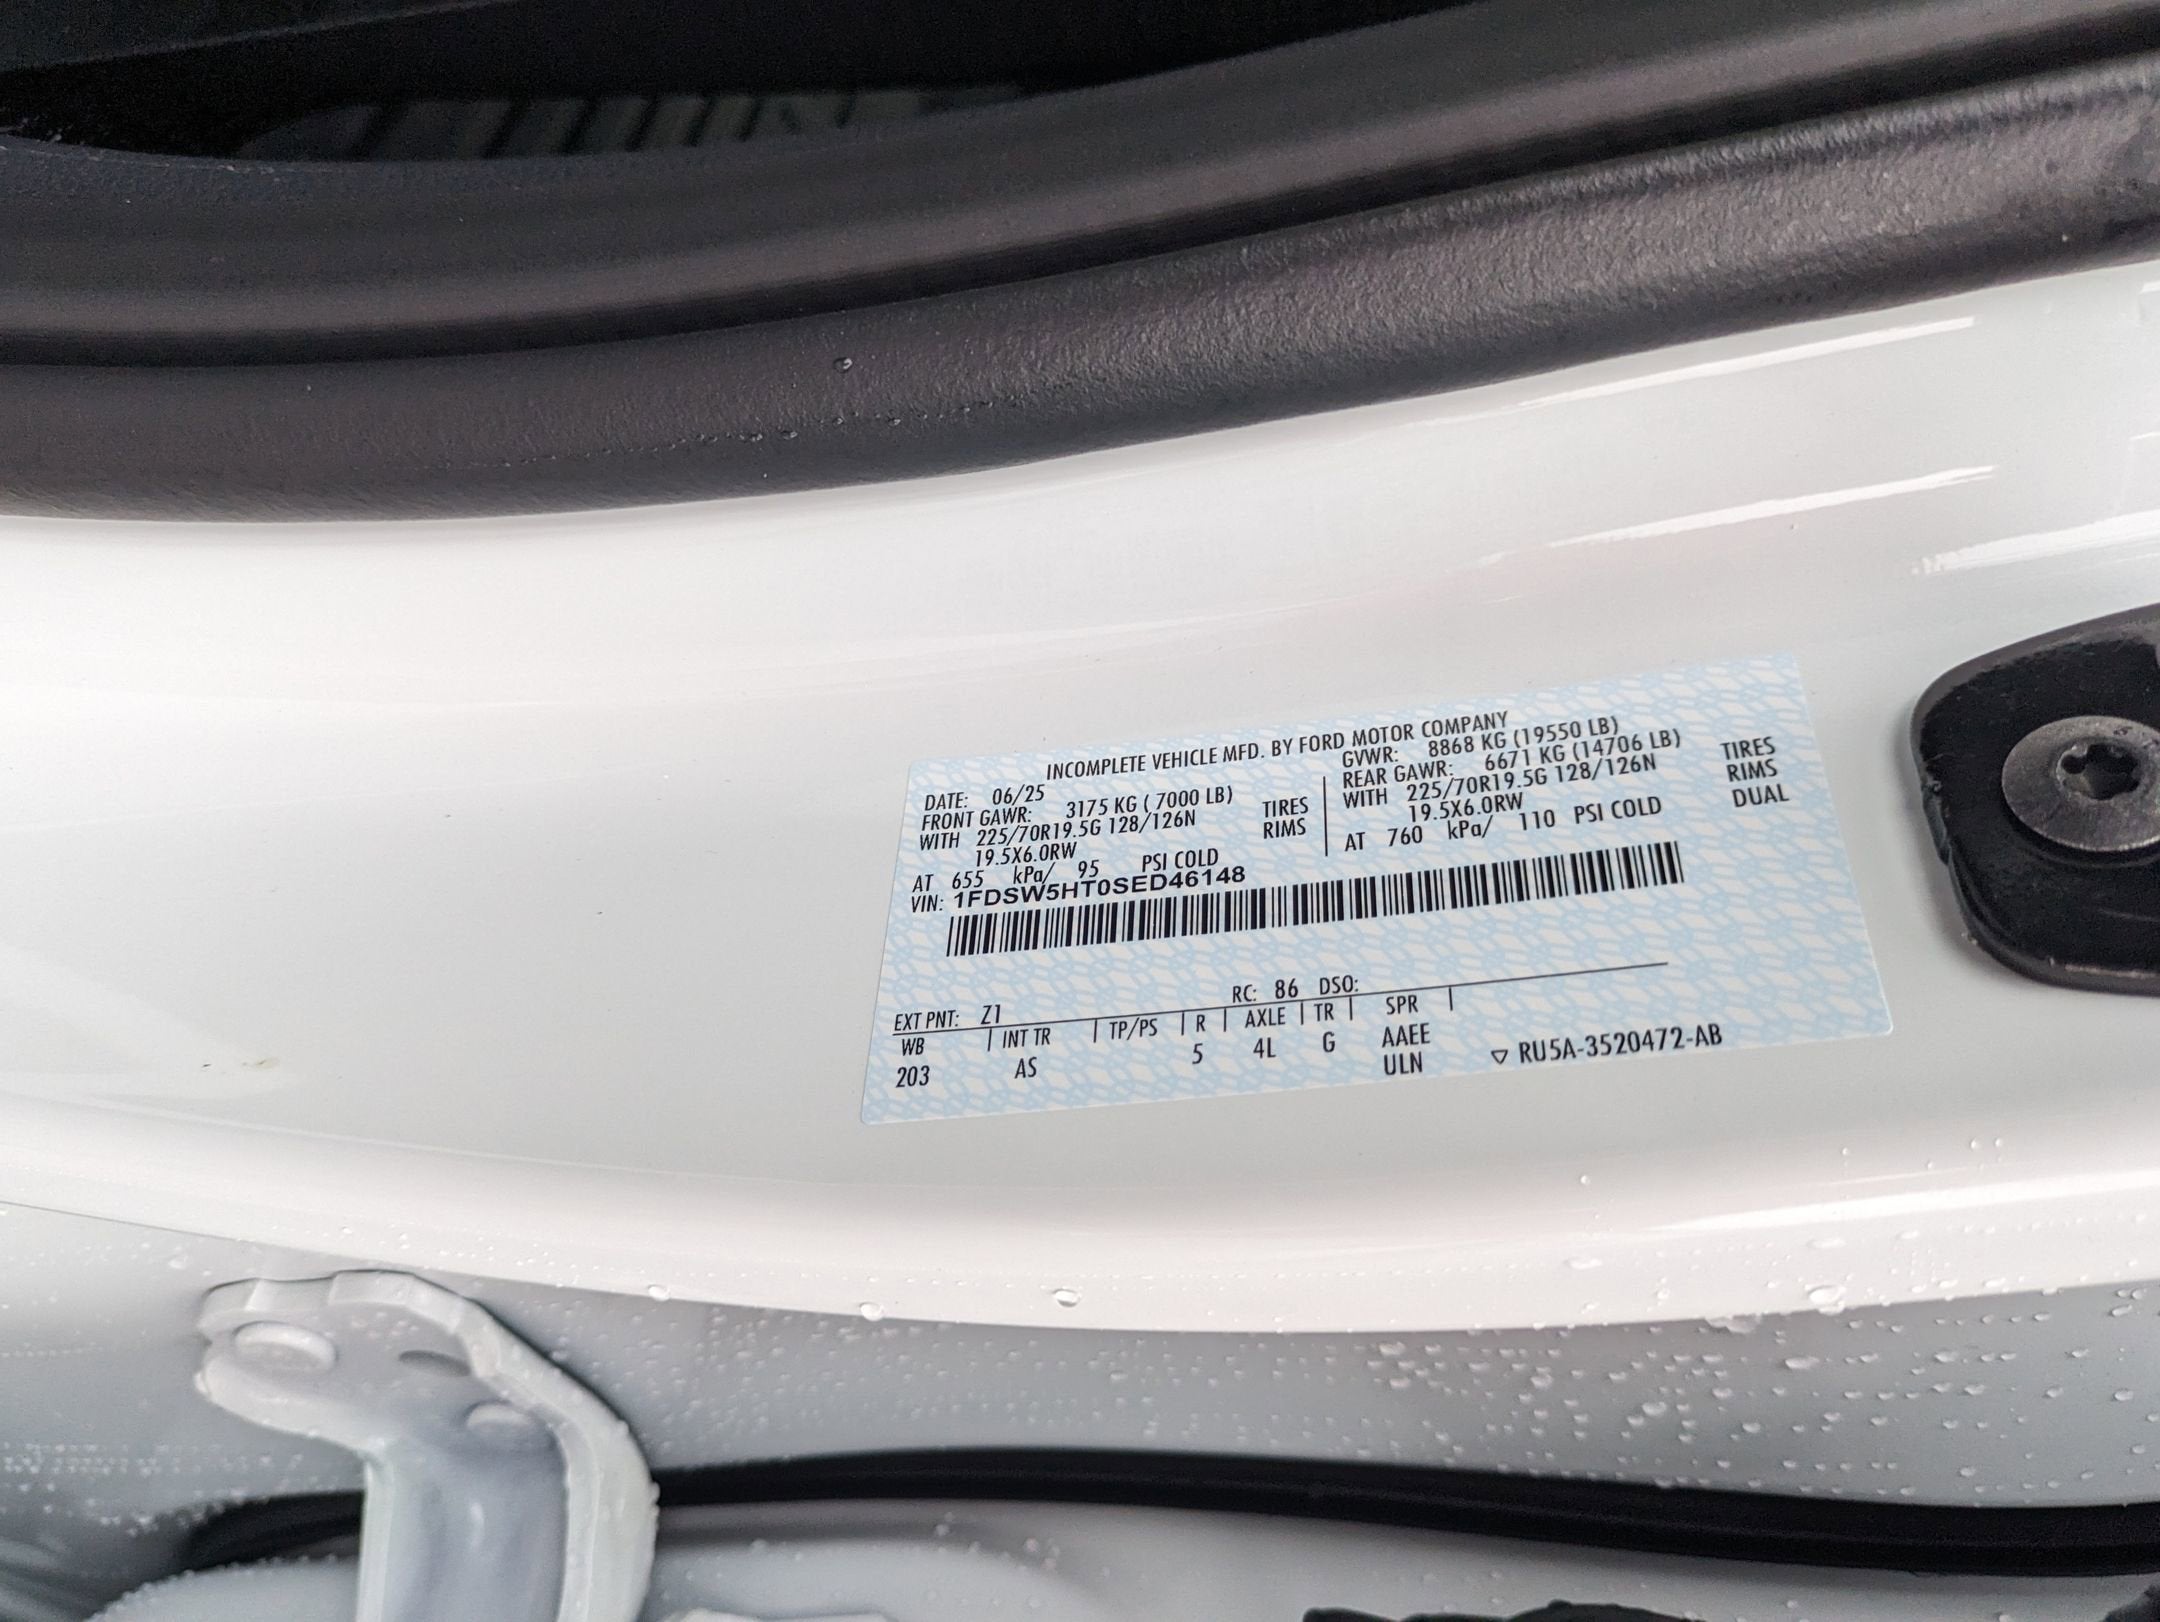 INCOMPLETE VEHICLE MFD. BY FORD MOTOR COMPANY
DATE: 06/25
FRONT GAWR: 3175 KG ( 7000 LB)
WITH 225/70R19.5G 128/126N TIRES
19.5X6.0RW RIMS
AT 655 kPa/ 95 PSI COLD
GVWR: 8868 KG (19550 LB)
REAR GAWR: 6671 KG (14706 LB)
WITH 225/70R19.5G 128/126N TIRES
19.5X6.0RW RIMS
AT 760 kPa/ 110 PSI COLD DUAL
VIN: 1FDSW5HT0SED46148
EXT PNT: Z1 RC: 86 DSO:
WB | INT TR | TP/PS | R | AXLE | TR | SPR |
203 AS 5 4L G AAEE
ULN
▽ RU5A-3520472-AB